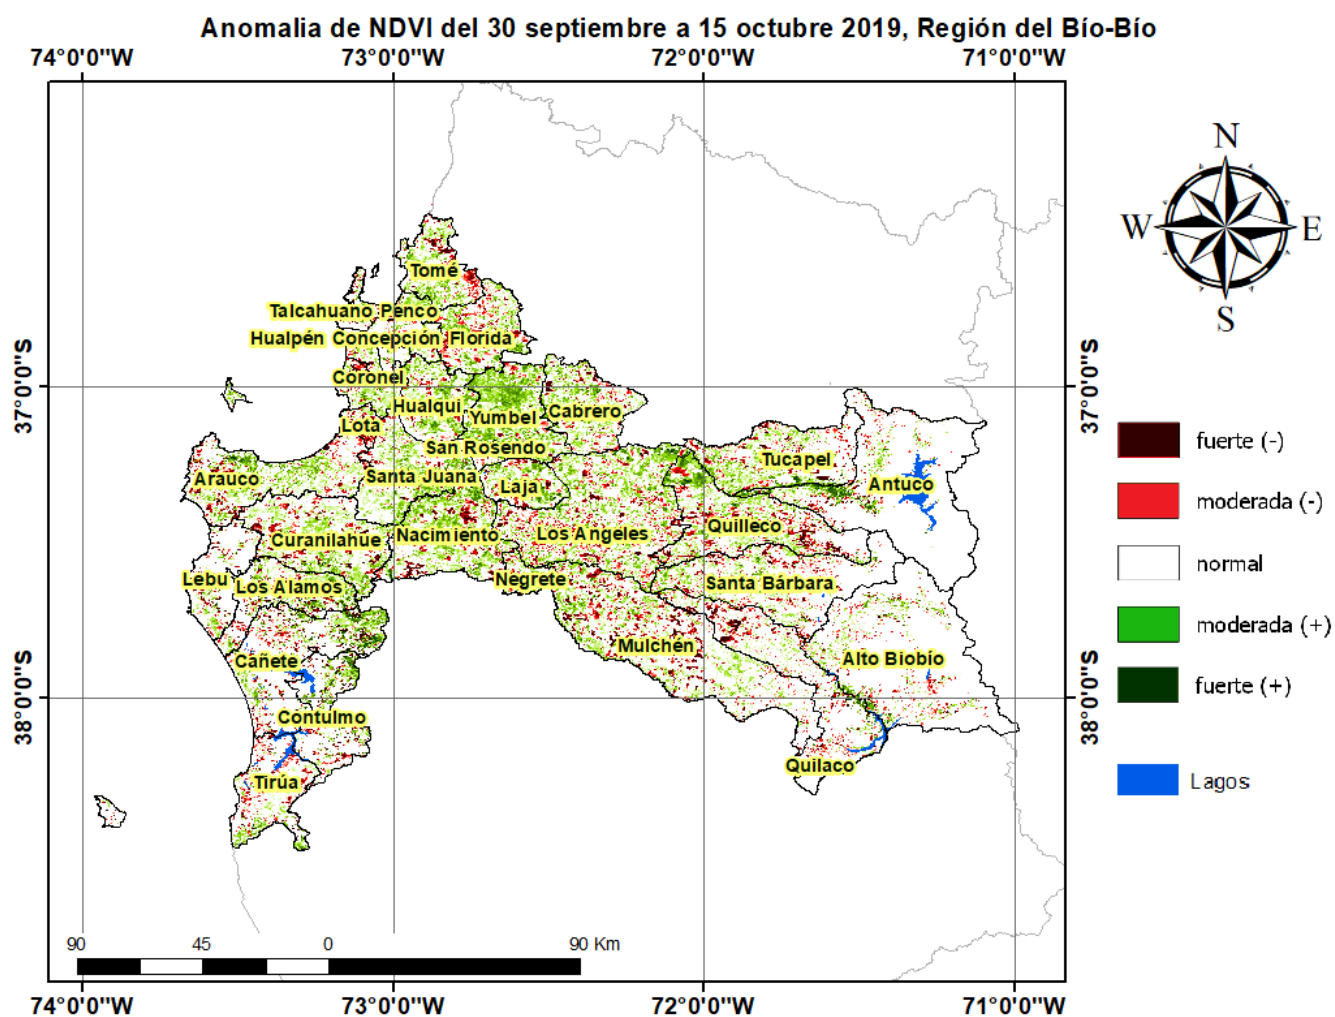 Anomalia de NDVI del 30 septiembre a 15 octubre 2019, Región del Bío-Bío
74°0'0"W 73°0'0"W 72°0'0"W 71°0'0"W
N
W E
S
Tomé
Talcahuano Penco
Hualpén Concepción Florida
37°0'0"S 37°0'0"S
Coronel
Hualqui
Yumbel Cabrero
Lota
San Rosendo
Tucapel
Arauco Santa Juana Laja Antuco
Curanilahue Nacimiento Los Angeles Quilleco
Lebu Los Alamos Negrete Santa Bárbara
Mulchén
Cañete Alto Biobío
38°0'0"S 38°0'0"S
Contulmo
Tirúa Quilaco
fuerte (-)
moderada (-)
normal
moderada (+)
fuerte (+)
Lagos
90 45 0 90 Km
74°0'0"W 73°0'0"W 72°0'0"W 71°0'0"W